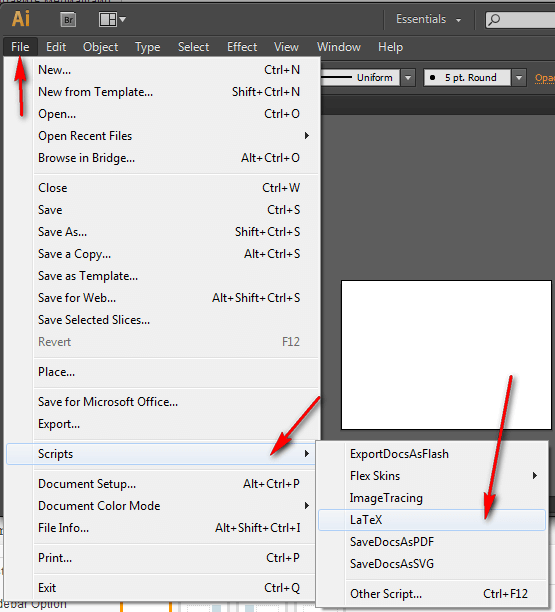 Ai Br Essentials
File Edit Object Type Select Effect View Window Help
Uniform 5 pt. Round Opac
New... Ctrl+N
New from Template... Shift+Ctrl+N
Open... Ctrl+O
Open Recent Files
Browse in Bridge... Alt+Ctrl+O
Close Ctrl+W
Save Ctrl+S
Save As... Shift+Ctrl+S
Save a Copy... Alt+Ctrl+S
Save as Template...
Save for Web... Alt+Shift+Ctrl+S
Save Selected Slices...
Revert F12
Place...
Save for Microsoft Office...
Export...
Scripts
Document Setup... Alt+Ctrl+P
Document Color Mode
File Info... Alt+Shift+Ctrl+I
Print... Ctrl+P
Exit Ctrl+Q
ExportDocsAsFlash
Flex Skins
ImageTracing
LaTeX
SaveDocsAsPDF
SaveDocsAsSVG
Other Script... Ctrl+F12
debar Option